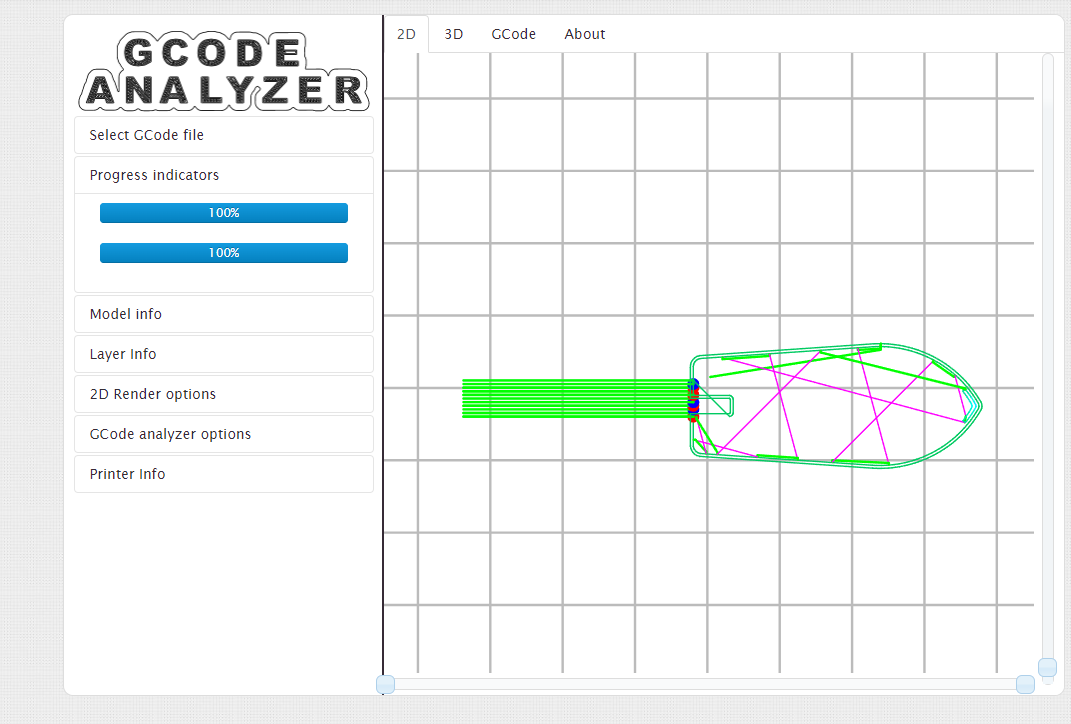 GCODE
ANALYZER
2D 3D GCode About
Select GCode file
Progress indicators
100%
100%
Model info
Layer Info
2D Render options
GCode analyzer options
Printer Info